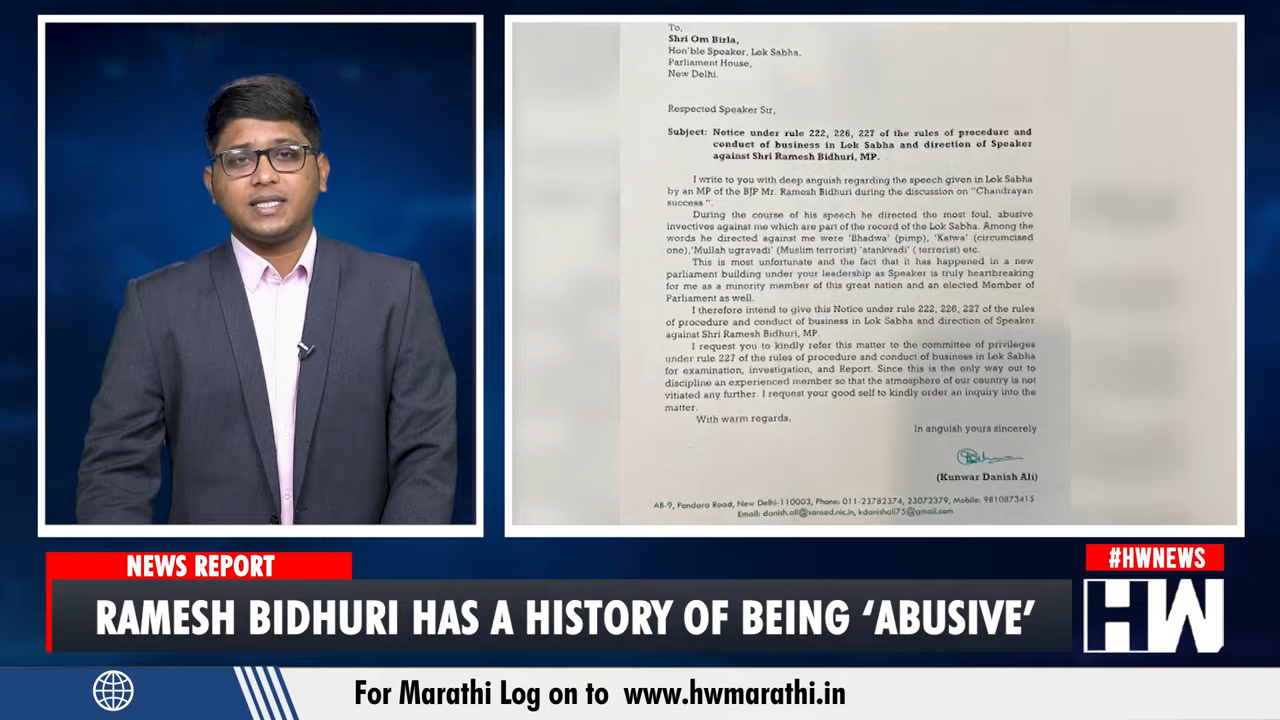 To,
Shri Om Birla,
Hon'ble Speaker, Lok Sabha.
Parliament House,
New Delhi.
Respected Speaker Sir,
Subject: Notice under rule 222, 226, 227 of the rules of procedure and
conduct of business in Lok Sabha and direction of Speaker
against Shri Ramesh Bidhuri, MP.
I write to you with deep anguish regarding the speech given in Lok Sabha
by an MP of the BJP Mr. Ramesh Bidhuri during the discussion on "Chandrayan
success ".
During the course of his speech he directed the most foul, abusive
invectives against me which are part of the record of the Lok Sabha. Among the
words he directed against me were 'Bhadwa' (pimp), 'Katwa' (circumcised
one),'Mullah ugravadi' (Muslim terrorist) 'atankvadi' ( terrorist) etc.
This is most unfortunate and the fact that it has happened in a new
parliament building under your leadership as Speaker is truly heartbreaking
for me as a minority member of this great nation and an elected Member of
Parliament as well.
I therefore intend to give this Notice under rule 222, 226, 227 of the rules
of procedure and conduct of business in Lok Sabha and direction of Speaker
against Shri Ramesh Bidhuri, MP.
I request you to kindly refer this matter to the committee of privileges
under rule 227 of the rules of procedure and conduct of business in Lok Sabha
for examination, investigation, and Report. Since this is the only way out to
discipline an experienced member so that the atmosphere of our country is not
vitiated any further. I request your good self to kindly order an inquiry into the
matter.
With warm regards.
In anguish yours sincerely
(Kunwar Danish Ali)
AB-9, Pandara Road, New Delhi-110003, Phone: 011-23782374, 23072379, Mobile: 9810873415
Email: danish.ali@sansad.nic.in, kdanishali75@gmail.com
NEWS REPORT
RAMESH BIDHURI HAS A HISTORY OF BEING ‘ABUSIVE’
#HWNEWS
HW
For Marathi Log on to www.hwmarathi.in